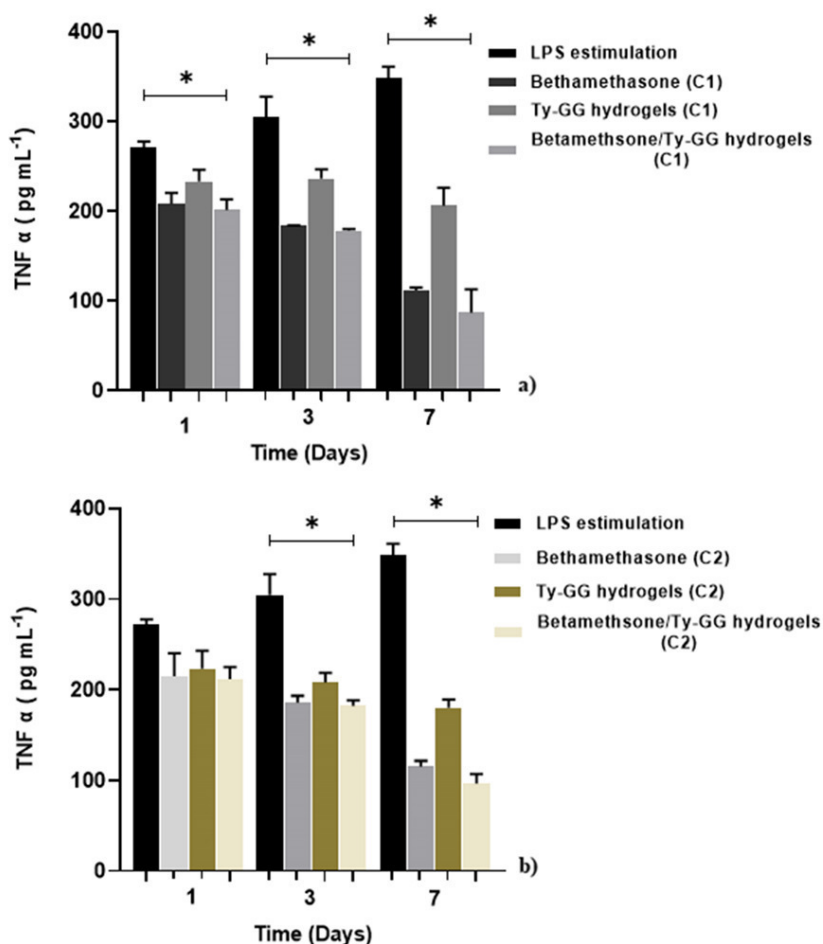 400
300
200
100
0
TNF α ( pg mL-1)
*
*
*
1
3
7
Time (Days)
LPS estimulation
Bethamethasone (C1)
Ty-GG hydrogels (C1)
Betamethsone/Ty-GG hydrogels
(C1)
a)
400
300
200
100
0
TNF α ( pg mL-1)
*
*
1
3
7
Time (Days)
LPS estimulation
Bethamethasone (C2)
Ty-GG hydrogels (C2)
Betamethsone/Ty-GG hydrogels
(C2)
b)